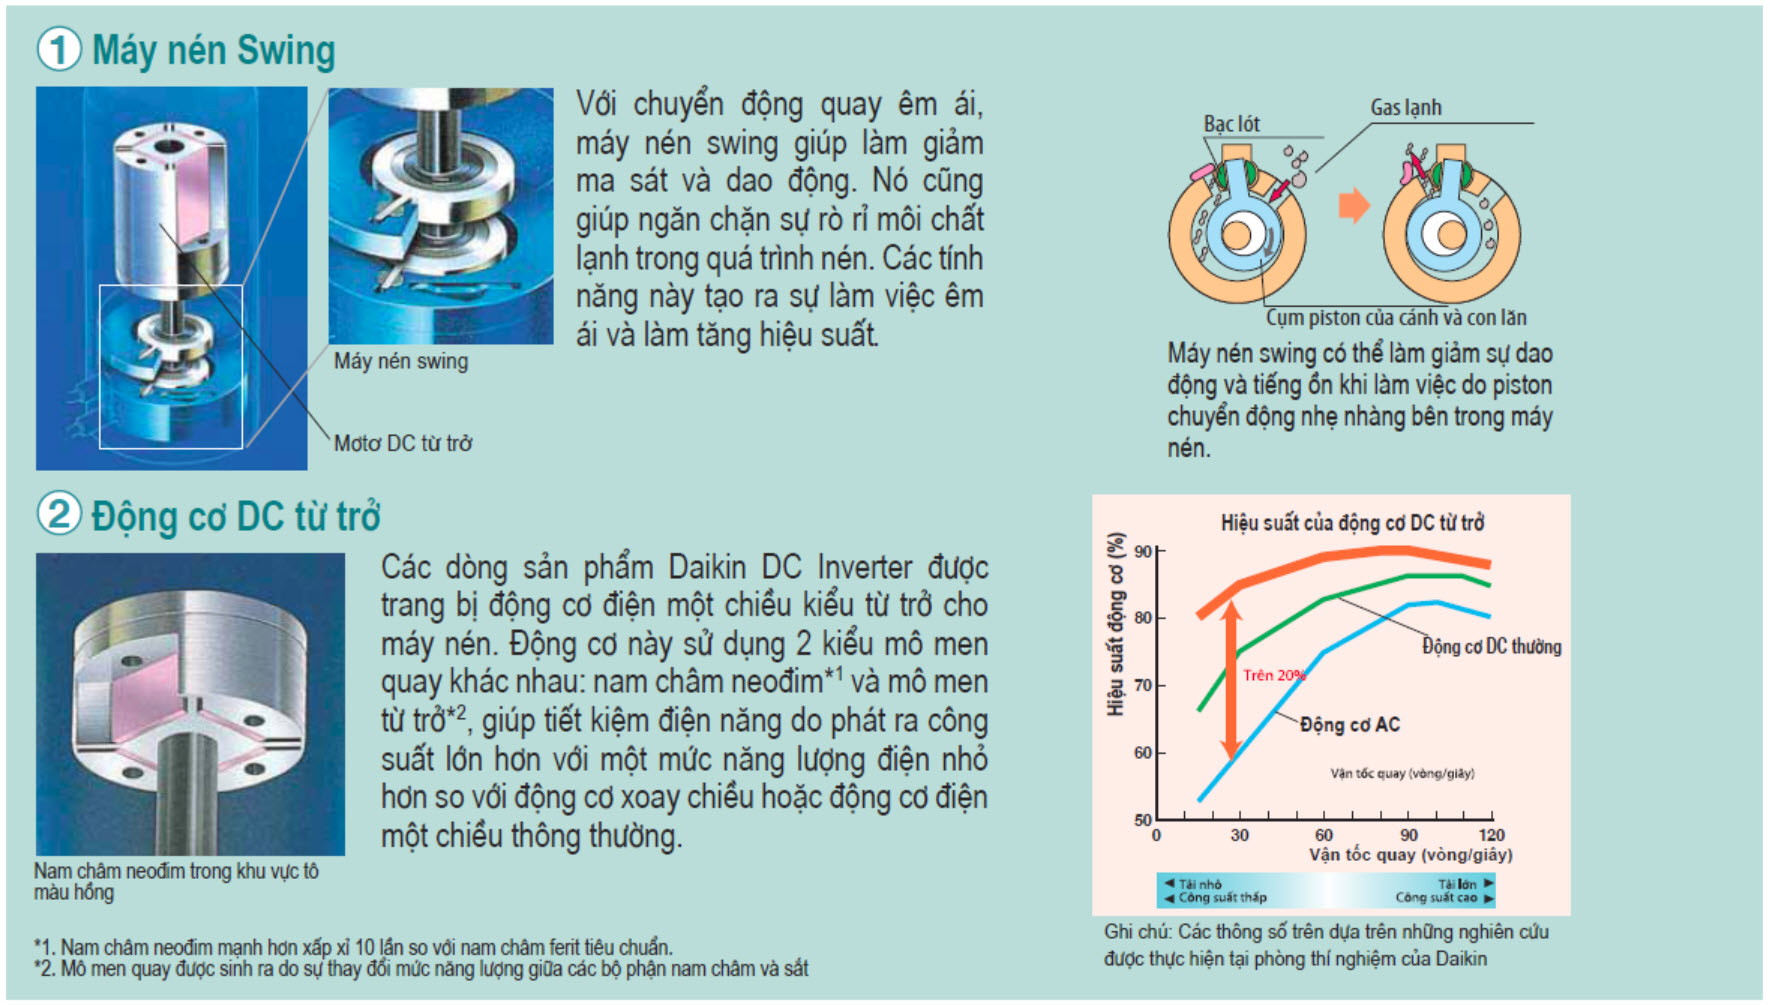 1 Máy nén Swing
Với chuyển động quay êm ái,
máy nén swing giúp làm giảm
ma sát và dao động. Nó cũng
giúp ngăn chặn sự rò rỉ môi chất
lạnh trong quá trình nén. Các tính
năng này tạo ra sự làm việc êm
ái và làm tăng hiệu suất.
Máy nén swing
Mơtơ DC từ trở
Gas lạnh
Bạc lót
Cụm piston của cánh và con lăn
Máy nén swing có thể làm giảm sự dao
động và tiếng ồn khi làm việc do piston
chuyển động nhẹ nhàng bên trong máy
nén.
2 Động cơ DC từ trở
Các dòng sản phẩm Daikin DC Inverter được
trang bị động cơ điện một chiều kiểu từ trở cho
máy nén. Động cơ này sử dụng 2 kiểu mô men
quay khác nhau: nam châm neođim*1 và mô men
từ trở*2, giúp tiết kiệm điện năng do phát ra công
suất lớn hơn với một mức năng lượng điện nhỏ
hơn so với động cơ xoay chiều hoặc động cơ điện
một chiều thông thường.
Nam châm neođim trong khu vực tô
màu hồng
*1. Nam châm neođim mạnh hơn xấp xỉ 10 lần so với nam châm ferit tiêu chuẩn.
*2. Mô men quay được sinh ra do sự thay đổi mức năng lượng giữa các bộ phận nam châm và sắt
Hiệu suất của động cơ DC từ trở
Hiệu suất động cơ (%)
90
80
70
60
50
Động cơ DC thường
Trên 20%
Động cơ AC
Vận tốc quay (vòng/giây)
0 30 60 90 120
Vận tốc quay (vòng/giây)
◄ Tải nhỏ Tải lớn ►
◄ Công suất thấp Công suất cao ►
Ghi chú: Các thông số trên dựa trên những nghiên cứu
được thực hiện tại phòng thí nghiệm của Daikin